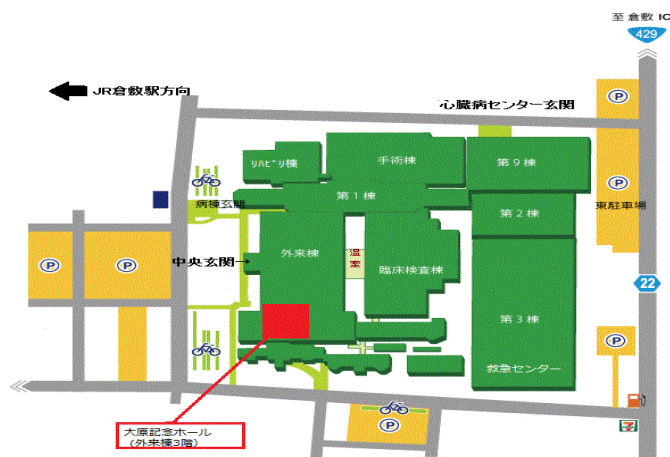 至 倉敷 IC
429
JR倉敷駅方向
心臓病センター玄関
P
リハビリ棟
手術棟
第9棟
P
第1棟
病棟玄関
第2棟
東駐車場
中央玄関→
外来棟
温室
臨床検査棟
P
P
22
第3棟
P
救急センター
大原記念ホール
(外来棟3階)
P
7